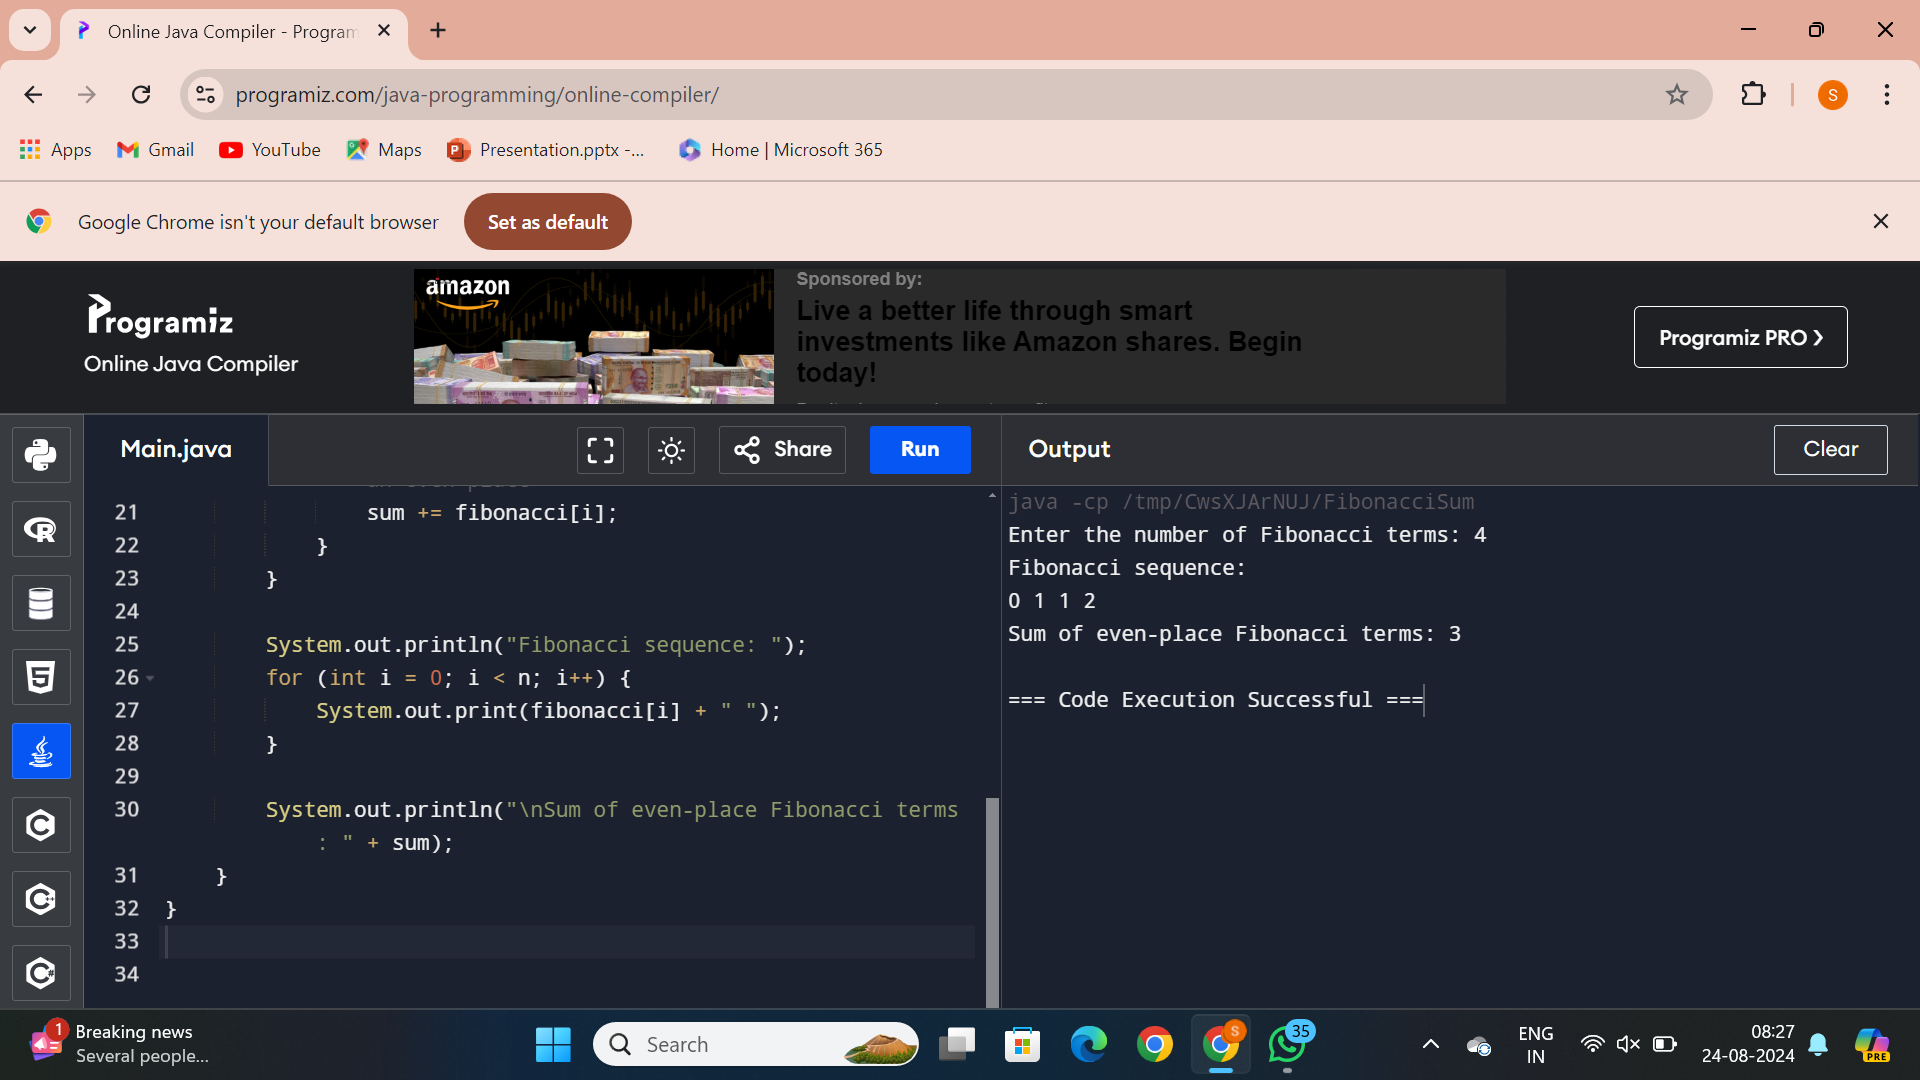 Online Java Compiler - Program
programiz.com/java-programming/online-compiler/
S
Apps
Gmail
YouTube
Maps
Presentation.pptx -...
Home | Microsoft 365
Google Chrome isn't your default browser
Set as default
Programiz
Online Java Compiler
amazon
Sponsored by:
Live a better life through smart
investments like Amazon shares. Begin
today!
Programiz PRO ❯
Main.java
Share
Run
Output
Clear
21 sum += fibonacci[i];
22 }
23 }
24
25 System.out.println("Fibonacci sequence: ");
26 for (int i = 0; i < n; i++) {
27 System.out.print(fibonacci[i] + " ");
28 }
29
30 System.out.println("\nSum of even-place Fibonacci terms
: " + sum);
31 }
32 }
33
34
java -cp /tmp/CwsXJArNUJ/FibonacciSum
Enter the number of Fibonacci terms: 4
Fibonacci sequence:
0 1 1 2
Sum of even-place Fibonacci terms: 3
=== Code Execution Successful ===
1
Breaking news
Several people...
Search
S
35
ENG
IN
08:27
24-08-2024
PRE